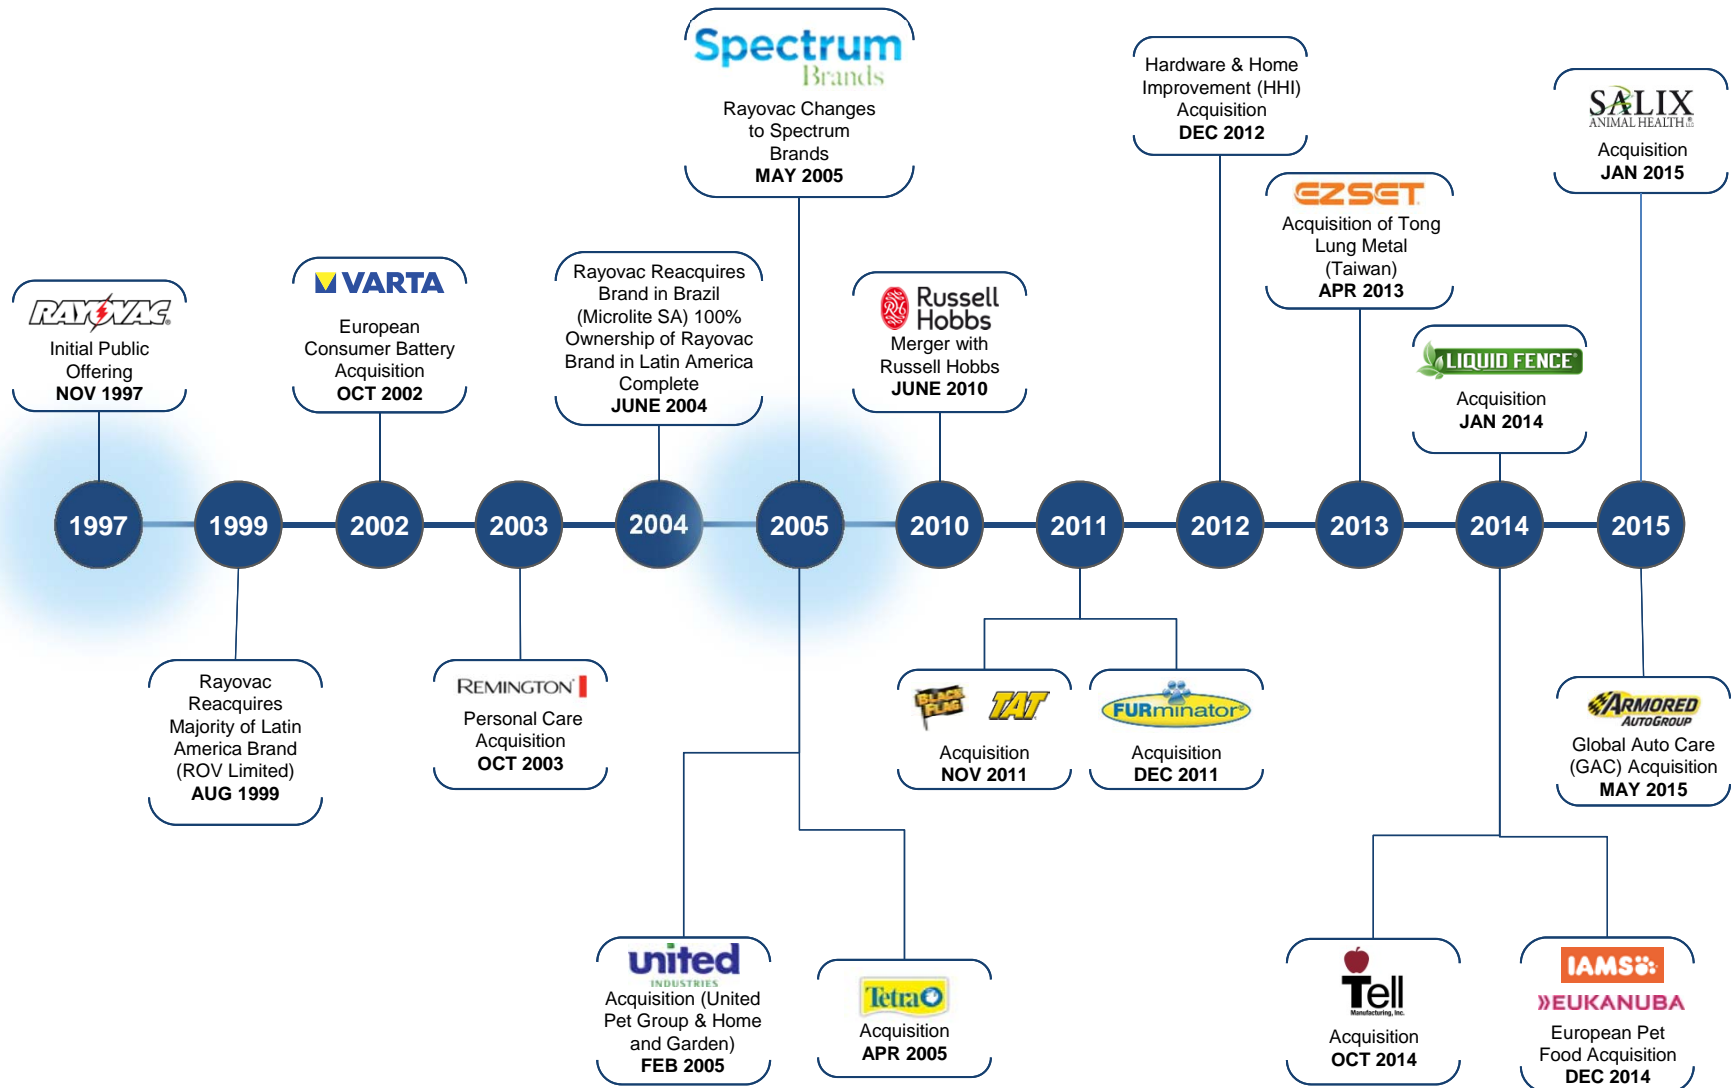 Spectrum
Brands
Rayovac Changes
to Spectrum
Brands
MAY 2005
Hardware & Home
Improvement (HHI)
Acquisition
DEC 2012
SALIX
ANIMAL HEALTH
Acquisition
JAN 2015
EZSET
Acquisition of Tong
Lung Metal
(Taiwan)
APR 2013
RAYOVAC
Initial Public
Offering
NOV 1997
VARTA
European
Consumer Battery
Acquisition
OCT 2002
Rayovac Reacquires
Brand in Brazil
(Microlite SA) 100%
Ownership of Rayovac
Brand in Latin America
Complete
JUNE 2004
Russell
Hobbs
Merger with
Russell Hobbs
JUNE 2010
LIQUID FENCE
Acquisition
JAN 2014
1997
1999
2002
2003
2004
2005
2010
2011
2012
2013
2014
2015
Rayovac
Reacquires
Majority of Latin
America Brand
(ROV Limited)
AUG 1999
REMINGTON
Personal Care
Acquisition
OCT 2003
BLACK
FLAG
TAT
Acquisition
NOV 2011
FURminator
Acquisition
DEC 2011
ARMORED
AUTOGROUP
Global Auto Care
(GAC) Acquisition
MAY 2015
united
INDUSTRIES
Acquisition (United
Pet Group & Home
and Garden)
FEB 2005
Tetra
Acquisition
APR 2005
Tell
Manufacturing, Inc.
Acquisition
OCT 2014
IAMS
»EUKANUBA
European Pet
Food Acquisition
DEC 2014